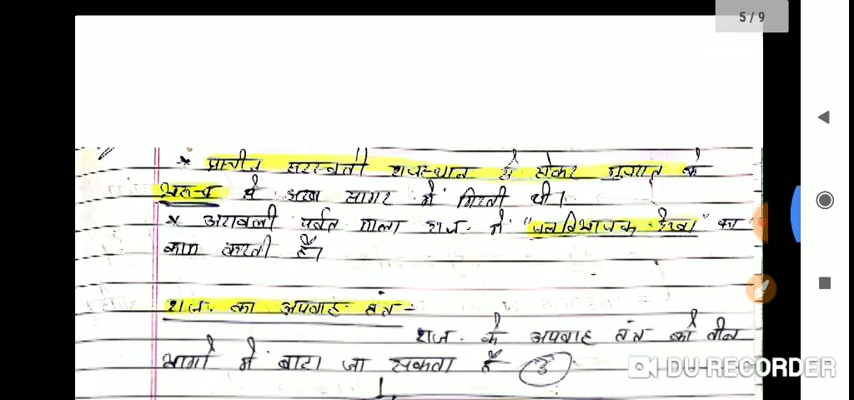 5 / 9
* प्राचीन सरस्वती राजस्थान से होकर गुजरात के
भरूच से अरब सागर में गिरती थी।
* अरावली पर्वत माला राज. में "जलविभाजक रेखा" का
काम करती है।
राज. का अपवाह तंत्र -
राज. के अपवाह तंत्र को तीन
भागों में बाटा जा सकता है - 3
DU RECORDER